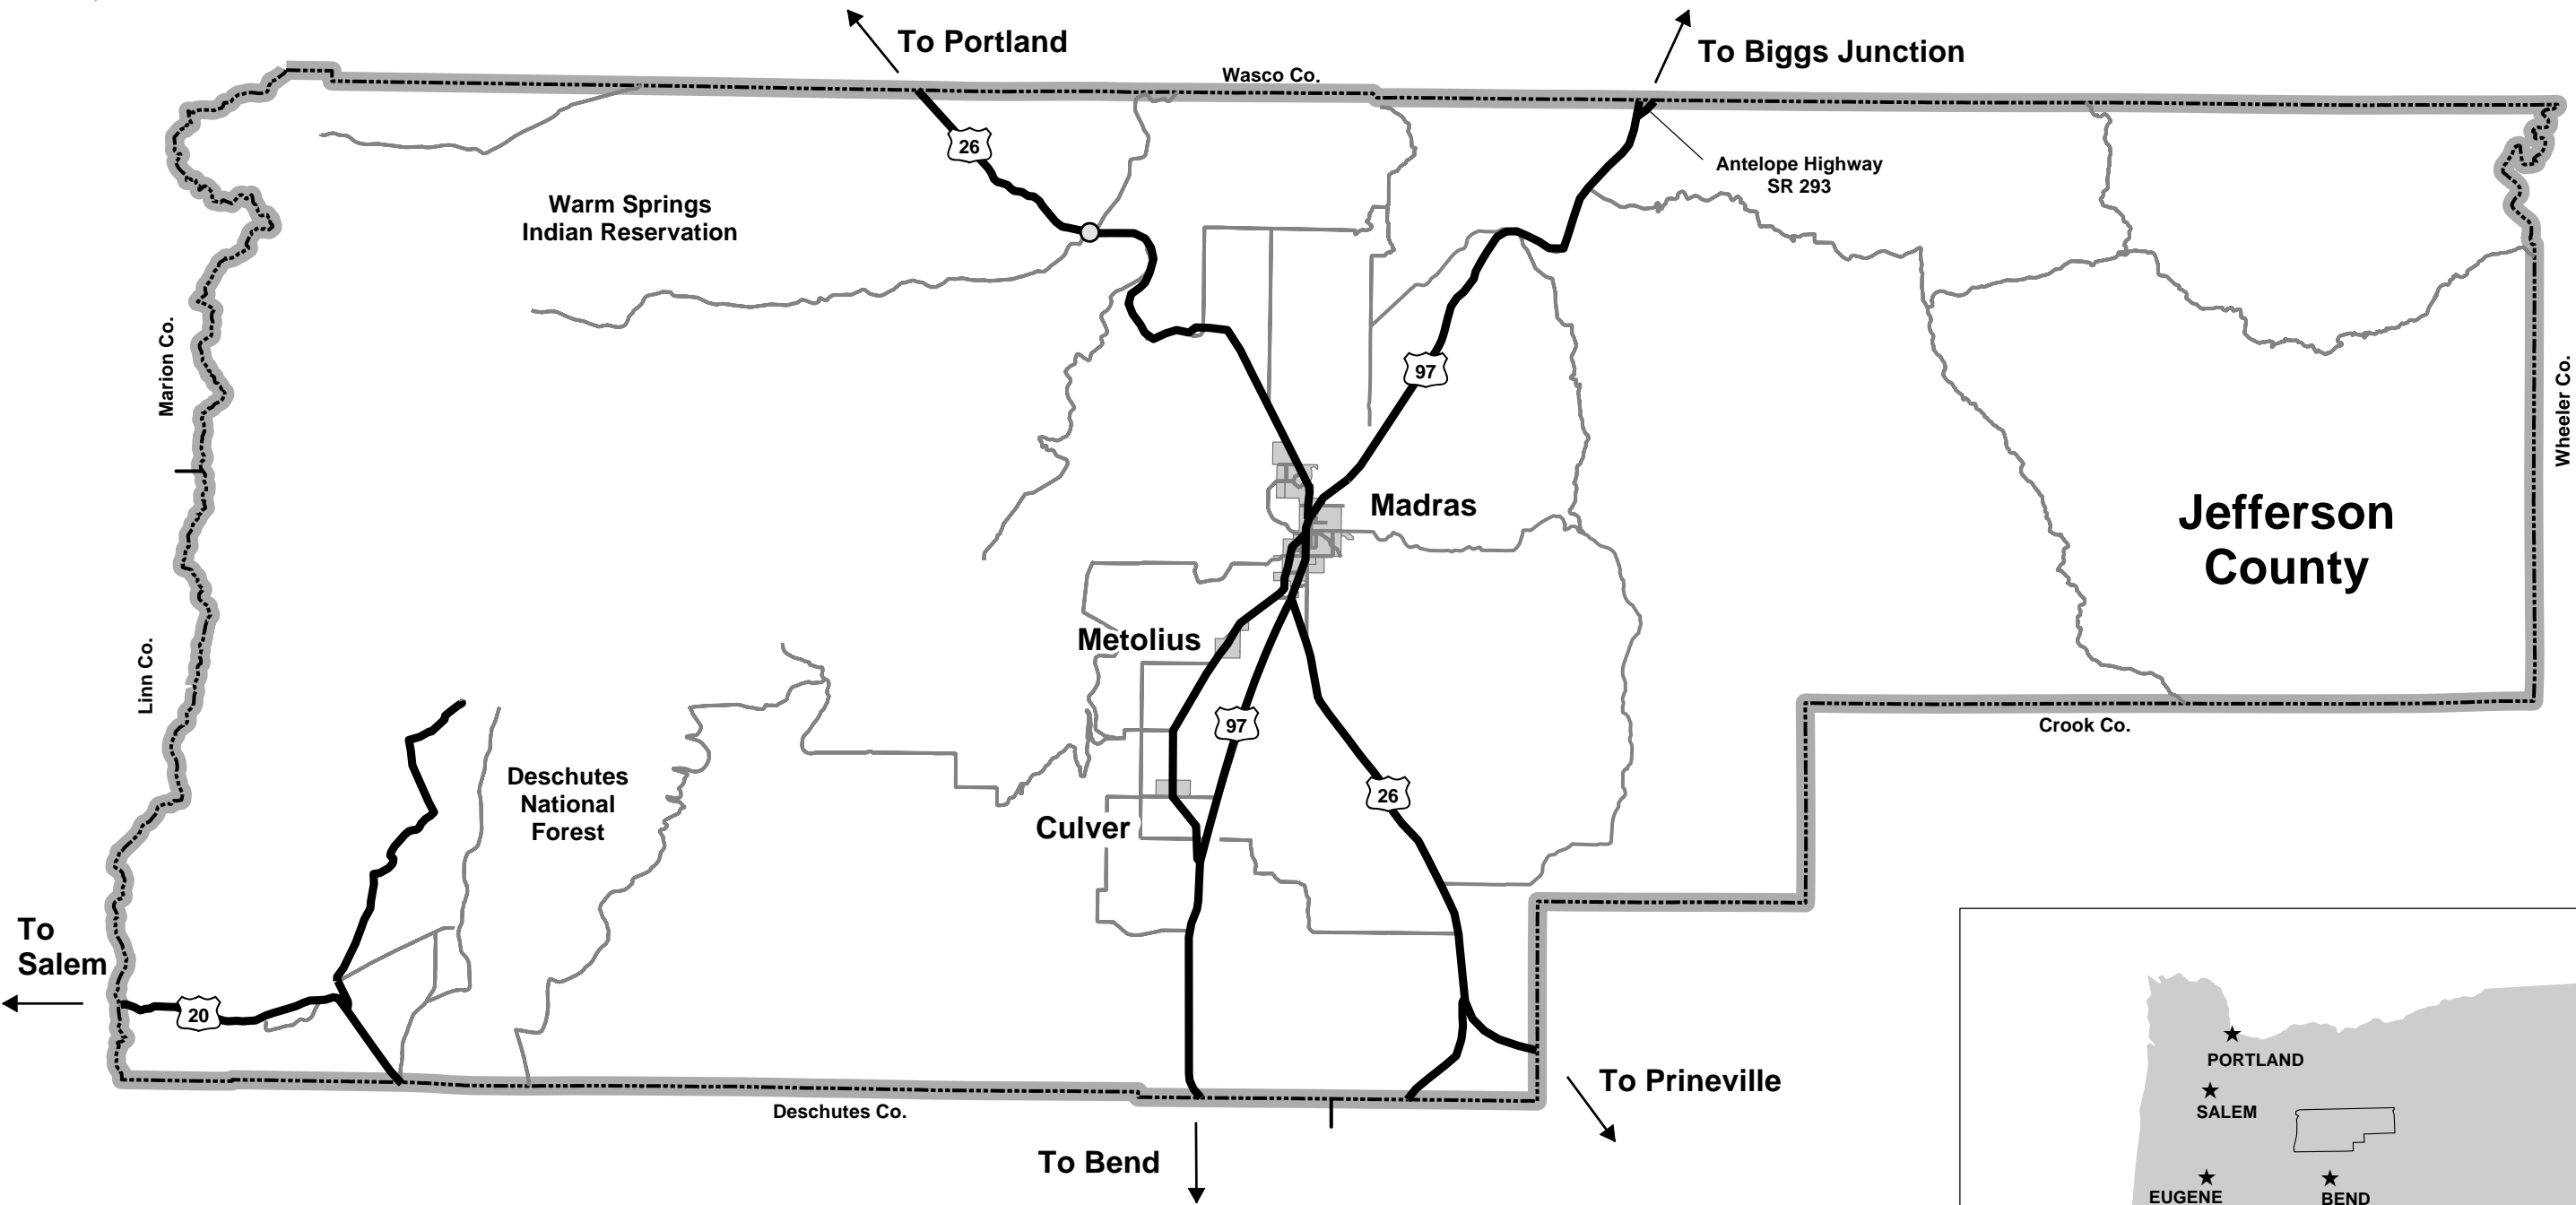 To Portland
To Biggs Junction
Wasco Co.
26
Antelope Highway
SR 293
Warm Springs
Indian Reservation
Marion Co.
97
Wheeler Co.
Madras
Jefferson
County
Metolius
Linn Co.
97
Crook Co.
Deschutes
National
Forest
26
Culver
To
Salem
20
PORTLAND
To Prineville
Deschutes Co.
SALEM
To Bend
EUGENE
BEND